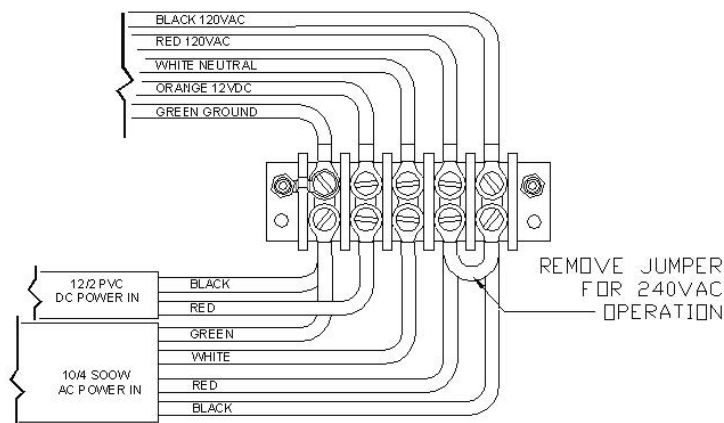 BLACK 120VAC
RED 120VAC
WHITE NEUTRAL
ORANGE 12VDC
GREEN GROUND
12/2 PVC
DC POWER IN
BLACK
RED
GREEN
WHITE
10/4 SOOW
AC POWER IN
RED
BLACK
REMOVE JUMPER
FOR 240VAC
OPERATION